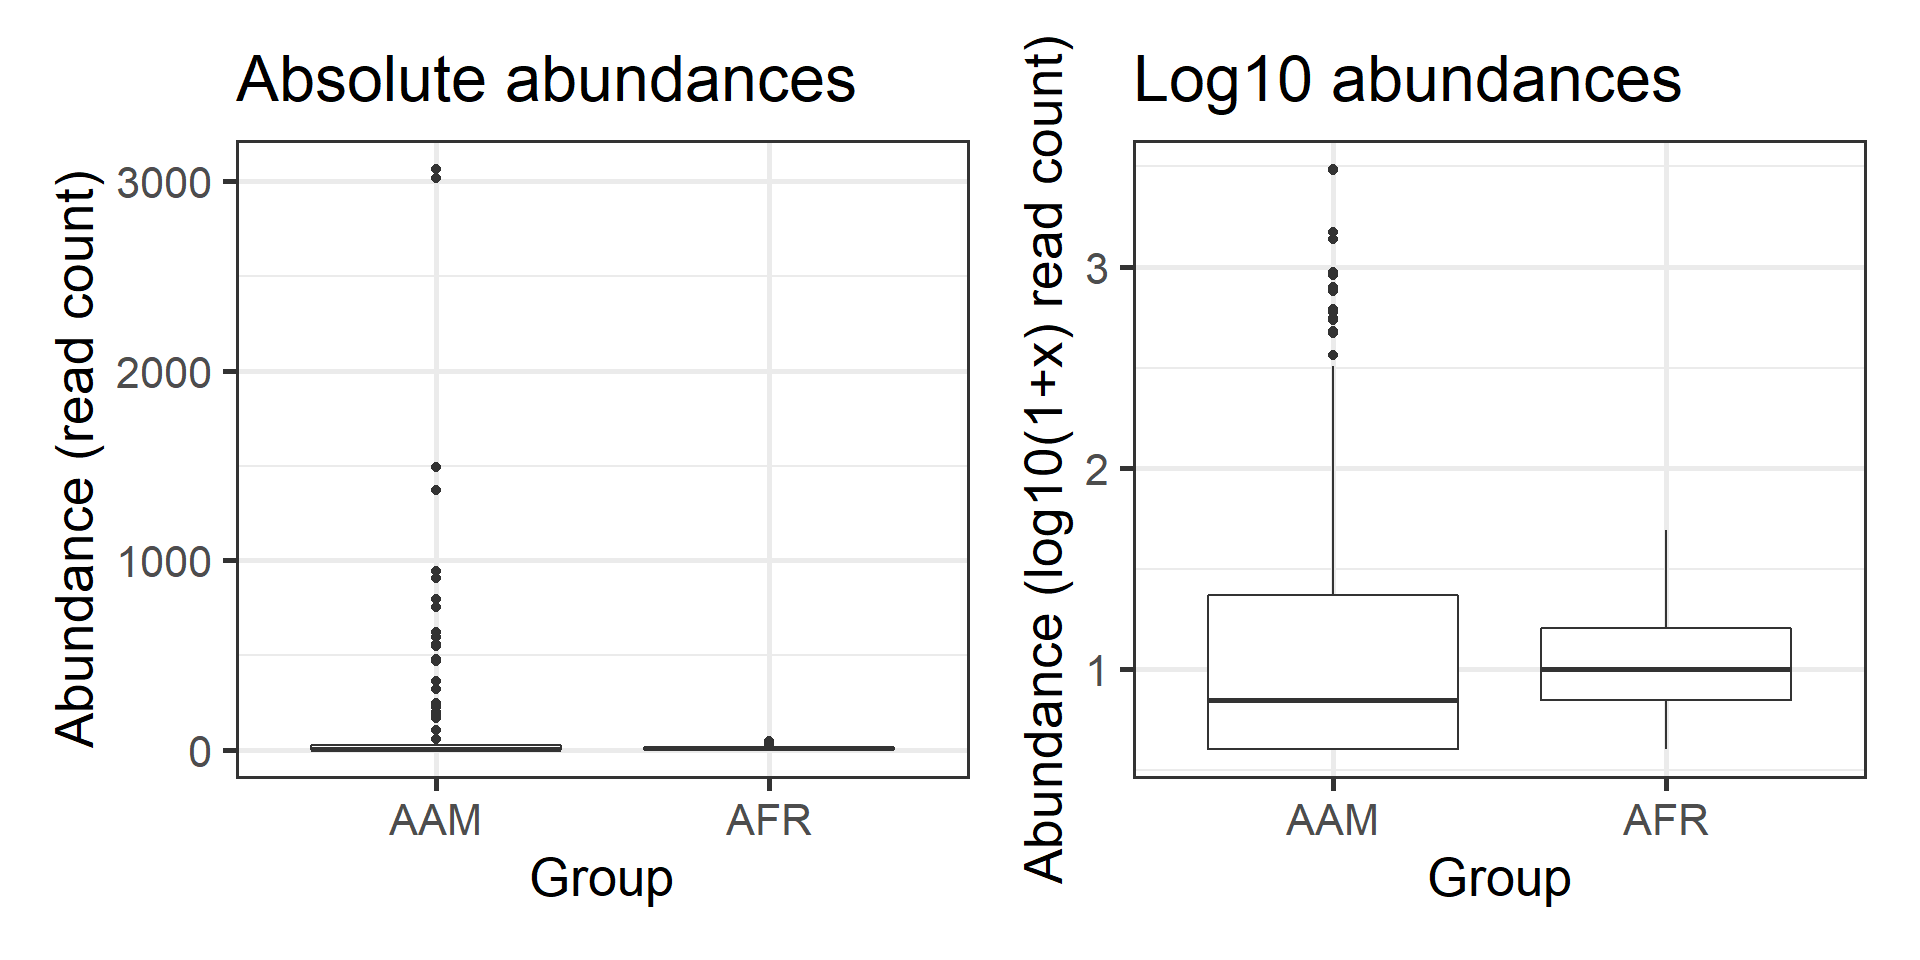 Absolute abundances
Abundance (read count)
3000
2000
1000
0
AAM
AFR
Group
Log10 abundances
Abundance (log10(1+x) read count)
3
2
1
AAM
AFR
Group